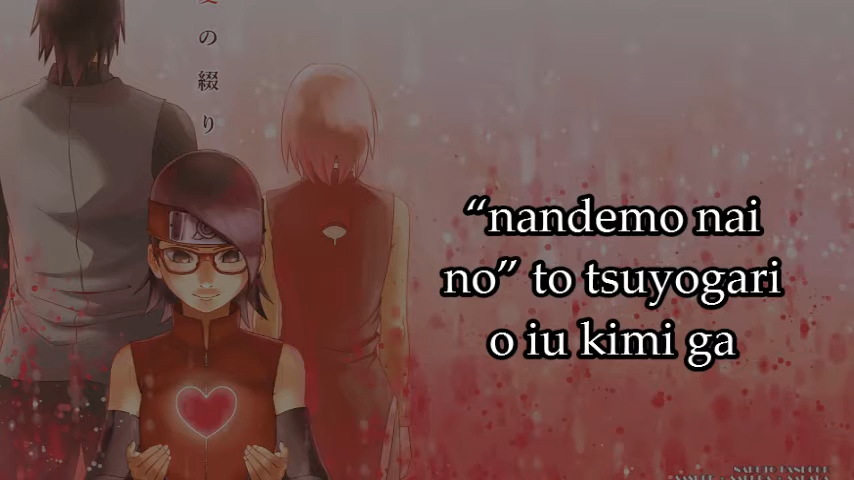 の
綴
り
“nandemo nai
no” to tsuyogari
o iu kimi ga